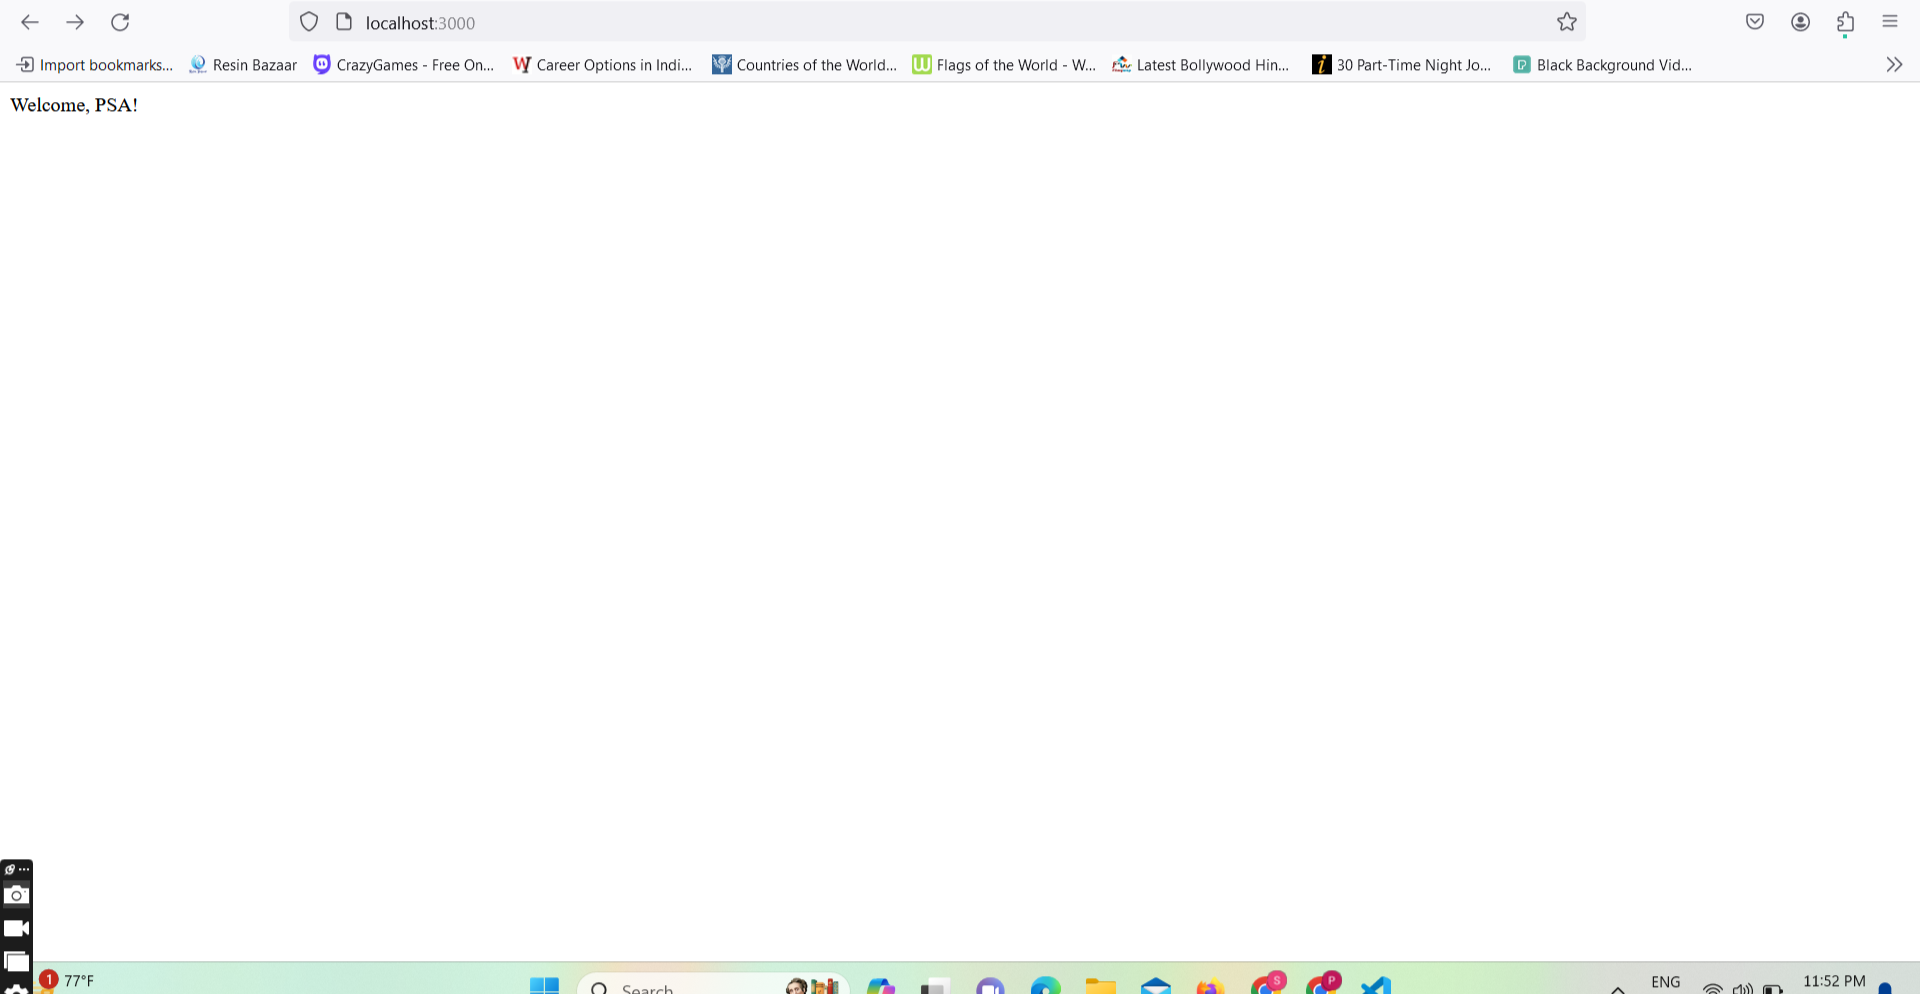 localhost:3000
Import bookmarks... Resin Bazaar CrazyGames - Free On... Career Options in Indi... Countries of the World... Flags of the World - W... Latest Bollywood Hin... 30 Part-Time Night Jo... Black Background Vid...
Welcome, PSA!
1 77°F Search S P ENG 11:52 PM